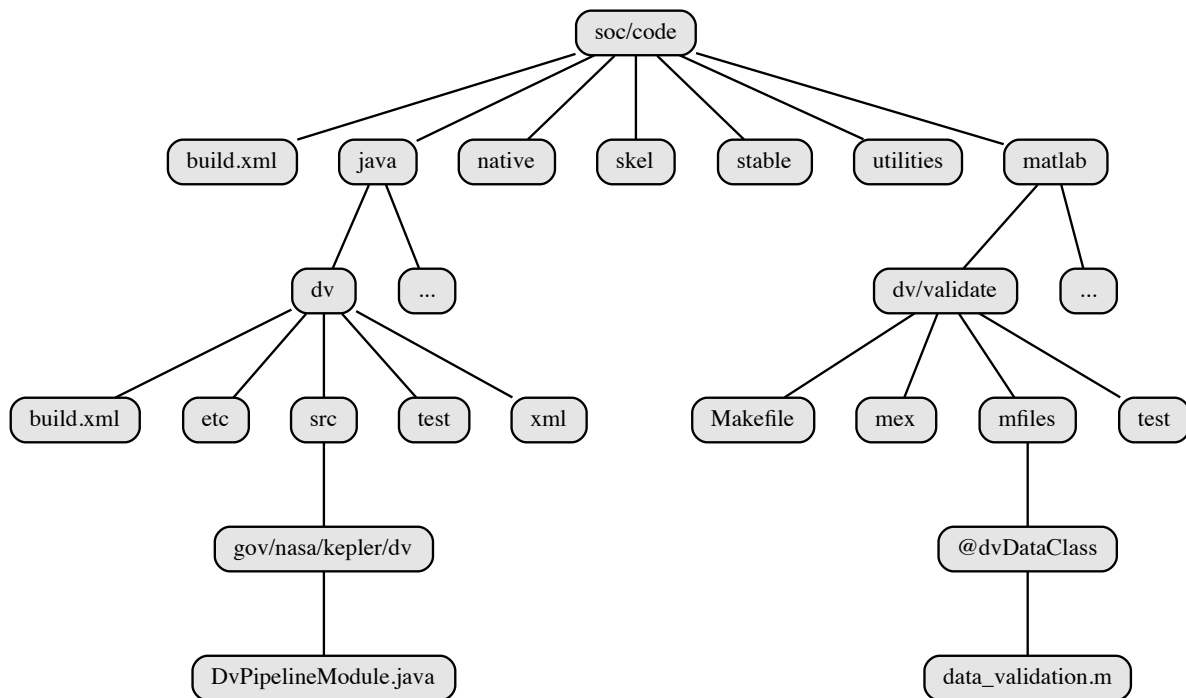 soc/code
build.xml
java
native
skel
stable
utilities
matlab
dv
...
dv/validate
...
build.xml
etc
src
test
xml
Makefile
mex
mfiles
test
gov/nasa/kepler/dv
@dvDataClass
DvPipelineModule.java
data_validation.m